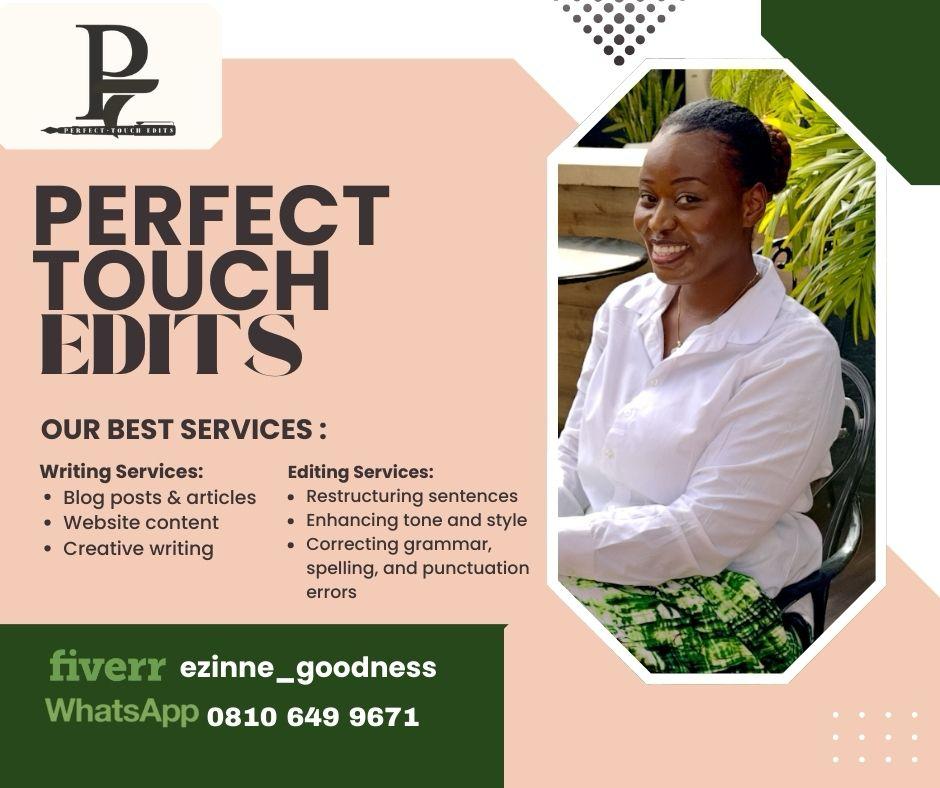 PT
PERFECT-TOUCH EDITS
PERFECT
TOUCH
EDITS
OUR BEST SERVICES :
Writing Services:
• Blog posts & articles
• Website content
• Creative writing
Editing Services:
• Restructuring sentences
• Enhancing tone and style
• Correcting grammar,
spelling, and punctuation
errors
fiverr ezinne_goodness
WhatsApp 0810 649 9671